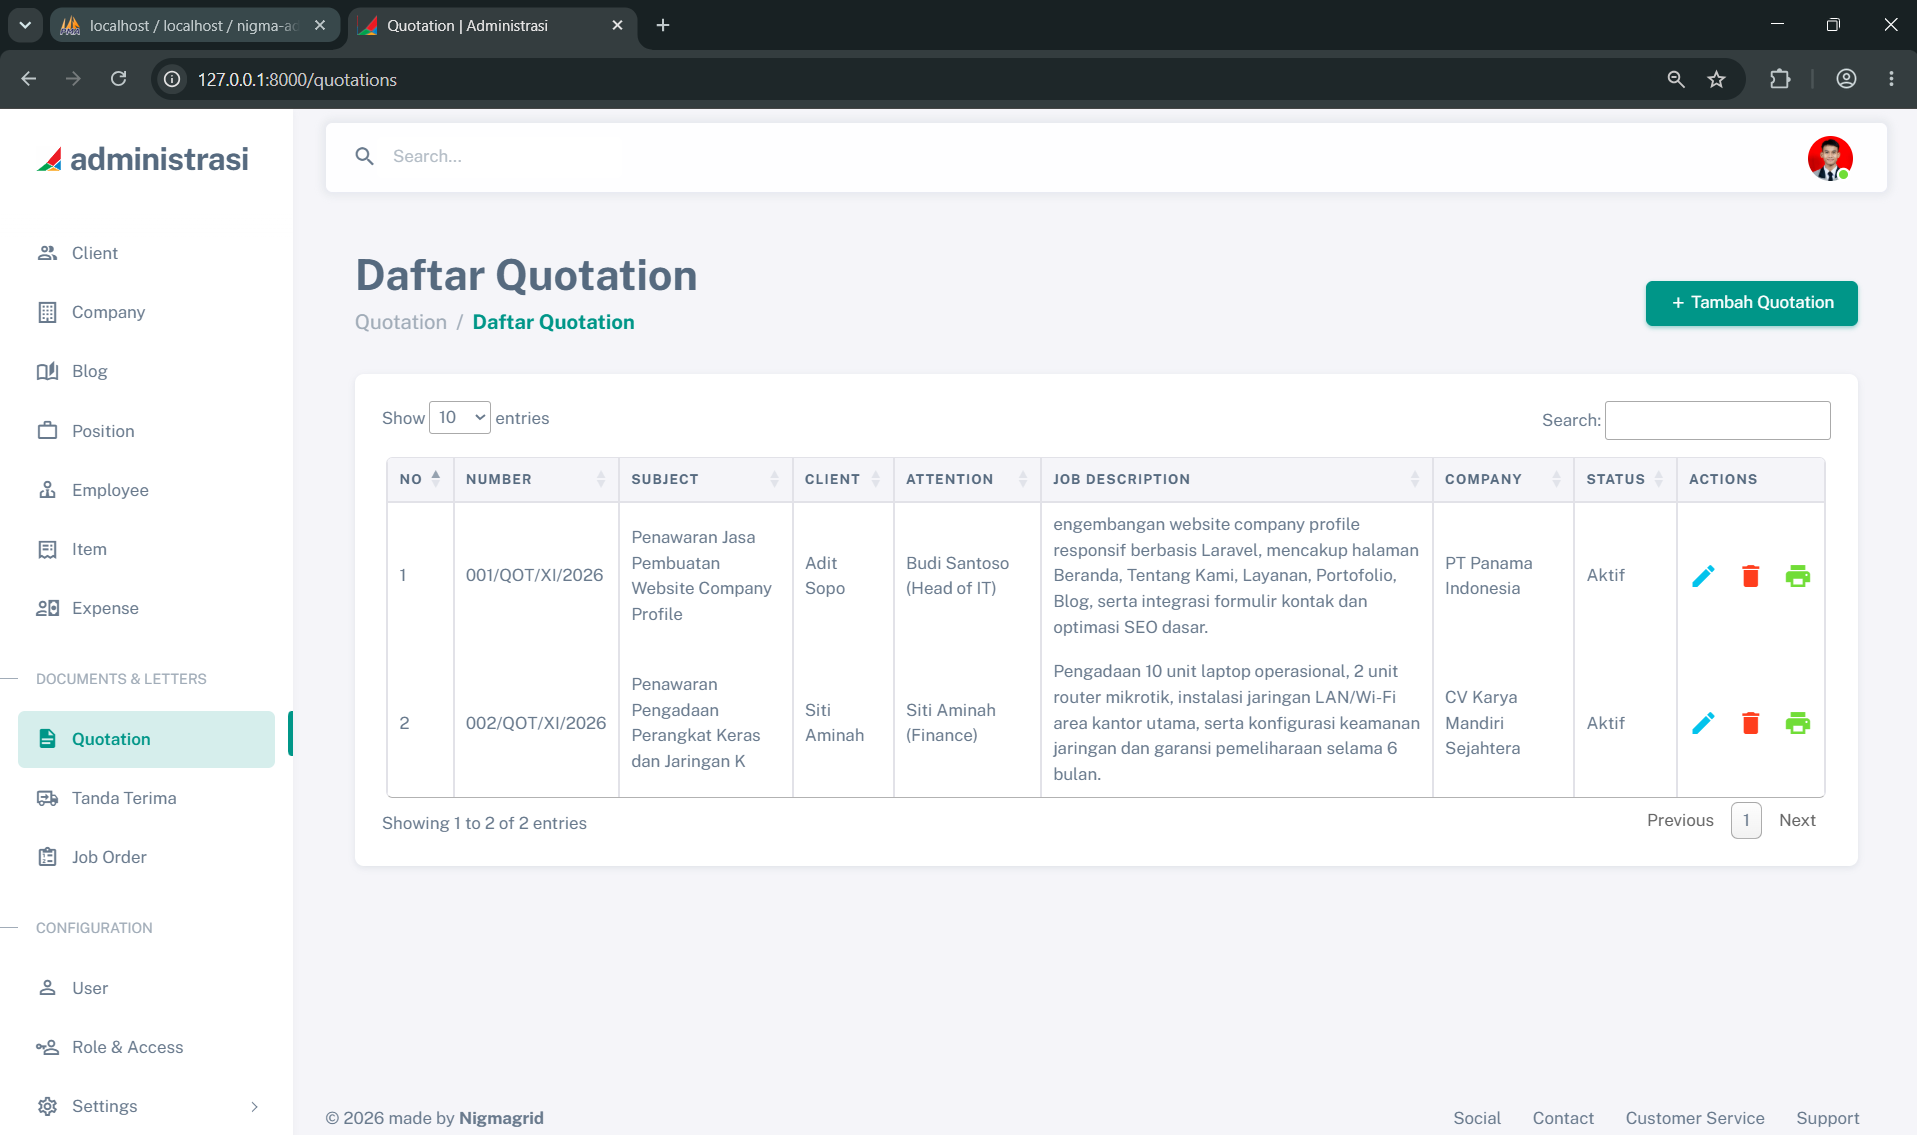 localhost / localhost / nigma-ad
Quotation | Administrasi
127.0.0.1:8000/quotations
administrasi
Search...
Client
Company
Blog
Position
Employee
Item
Expense
DOCUMENTS & LETTERS
Quotation
Tanda Terima
Job Order
CONFIGURATION
User
Role & Access
Settings
Daftar Quotation
Quotation / Daftar Quotation
+ Tambah Quotation
Show 10 entries
Search:
NO NUMBER SUBJECT CLIENT ATTENTION JOB DESCRIPTION COMPANY STATUS ACTIONS
1
001/QOT/XI/2026
Penawaran Jasa
Pembuatan
Website Company
Profile
Adit
Sopo
Budi Santoso
(Head of IT)
engembangan website company profile
responsif berbasis Laravel, mencakup halaman
Beranda, Tentang Kami, Layanan, Portofolio,
Blog, serta integrasi formulir kontak dan
optimasi SEO dasar.
PT Panama
Indonesia
Aktif
2
002/QOT/XI/2026
Penawaran
Pengadaan
Perangkat Keras
dan Jaringan K
Siti
Aminah
Siti Aminah
(Finance)
Pengadaan 10 unit laptop operasional, 2 unit
router mikrotik, instalasi jaringan LAN/Wi-Fi
area kantor utama, serta konfigurasi keamanan
jaringan dan garansi pemeliharaan selama 6
bulan.
CV Karya
Mandiri
Sejahtera
Aktif
Showing 1 to 2 of 2 entries
Previous 1 Next
© 2026 made by Nigmagrid
Social Contact Customer Service Support